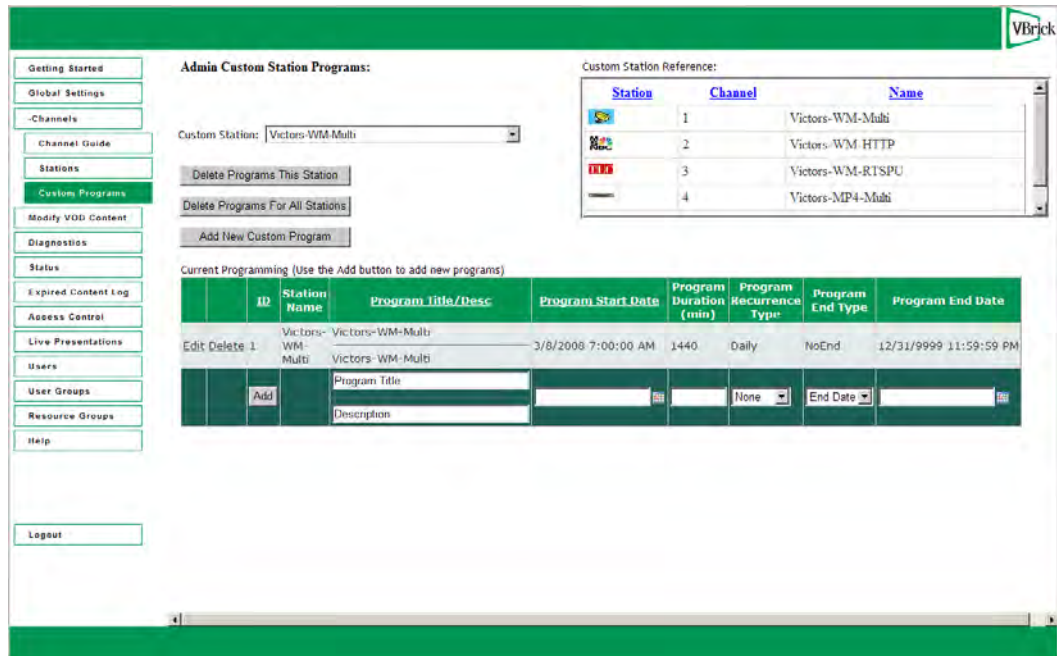 VBrick
Getting Started
Global Settings
-Channels
Channel Guide
Stations
Custom Programs
Modify VOD Content
Diagnostics
Status
Expired Content Log
Access Control
Live Presentations
Users
User Groups
Resource Groups
Help
Logout
Admin Custom Station Programs:
Custom Station: Victors-WM-Multi
Delete Programs This Station
Delete Programs For All Stations
Add New Custom Program
Custom Station Reference:
Station Channel Name
1 Victors-WM-Multi
2 Victors-WM-HTTP
3 Victors-WM-RTSPU
4 Victors-MP4-Multi
Current Programming (Use the Add button to add new programs)
ID Station Name Program Title/Desc Program Start Date Program Duration (min) Program Recurrence Type Program End Type Program End Date
Edit Delete 1 Victors-WM-Multi Victors-WM-Multi 3/8/2008 7:00:00 AM 1440 Daily NoEnd 12/31/9999 11:59:59 PM
Victors-WM-Multi
Add Program Title None End Date
Description